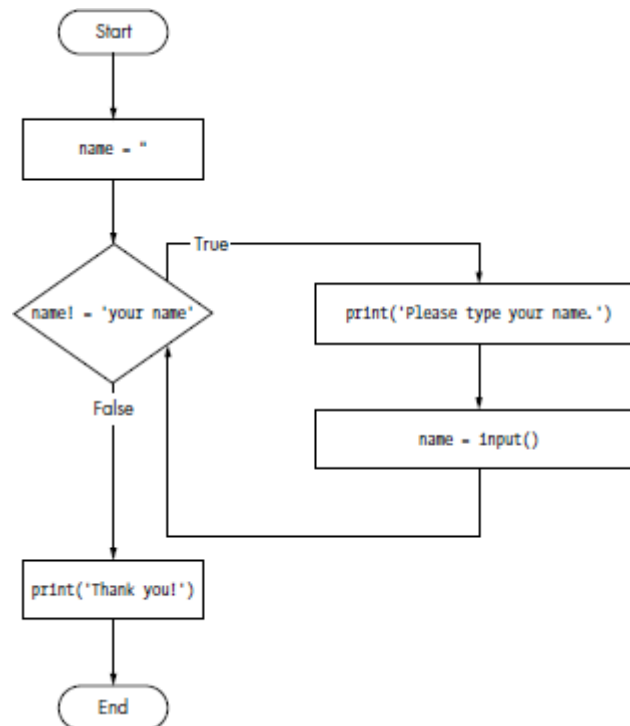 Start
name = "
name! = 'your name'
True
print('Please type your name.')
name = input()
False
print('Thank you!')
End